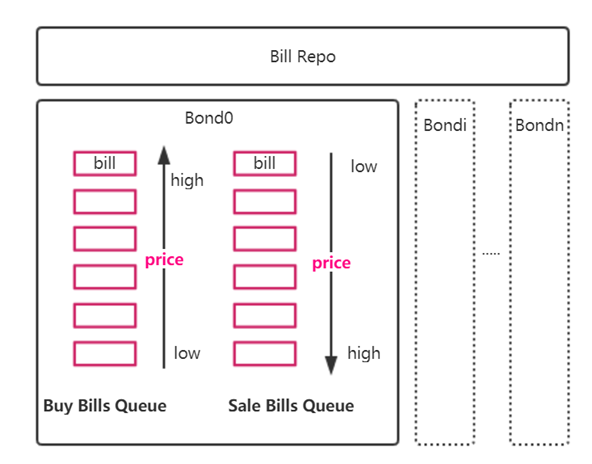 Bill Repo
Bond0
Bondi
Bondn
bill
bill
high
low
price
price
.....
low
high
Buy Bills Queue
Sale Bills Queue